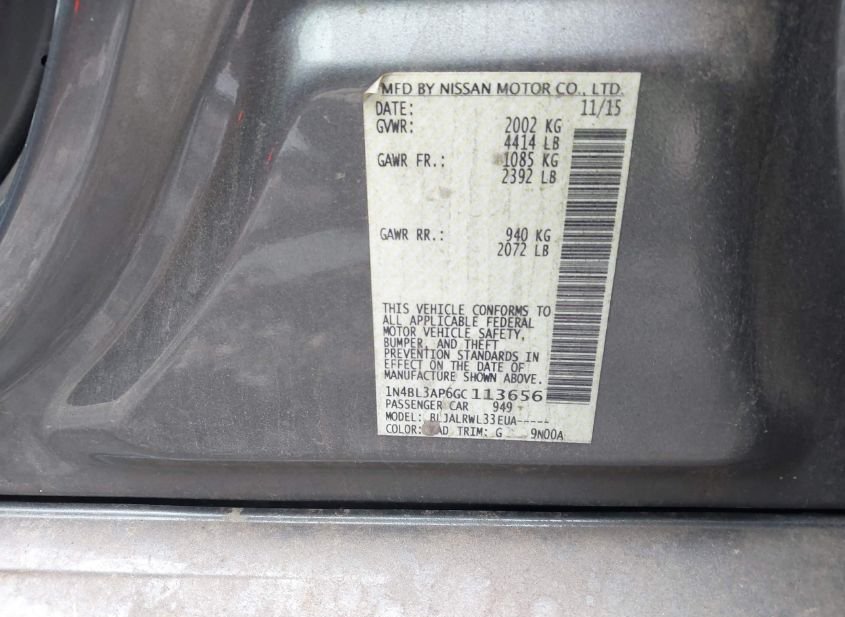 MFD BY NISSAN MOTOR CO., LTD.
DATE: 11/15
GVWR: 2002 KG
4414 LB
GAWR FR.: 1085 KG
2392 LB
GAWR RR.: 940 KG
2072 LB
THIS VEHICLE CONFORMS TO
ALL APPLICABLE FEDERAL
MOTOR VEHICLE SAFETY,
BUMPER, AND THEFT
PREVENTION STANDARDS IN
EFFECT ON THE DATE OF
MANUFACTURE SHOWN ABOVE.
1N4BL3AP6GC113656
PASSENGER CAR 949
MODEL: BLJALRWL33EUA-----
COLOR: KAD TRIM: G 9N00A